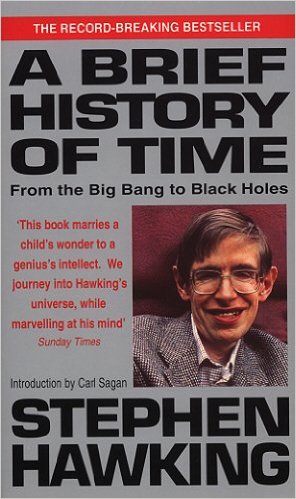 THE RECORD-BREAKING BESTSELLER
A BRIEF
HISTORY
OF TIME
From the Big Bang to Black Holes
'This book marries a
child's wonder to a
genius's intellect. We
journey into Hawking's
universe, while
marvelling at his mind'
Sunday Times
Introduction by Carl Sagan
STEPHEN
HAWKING